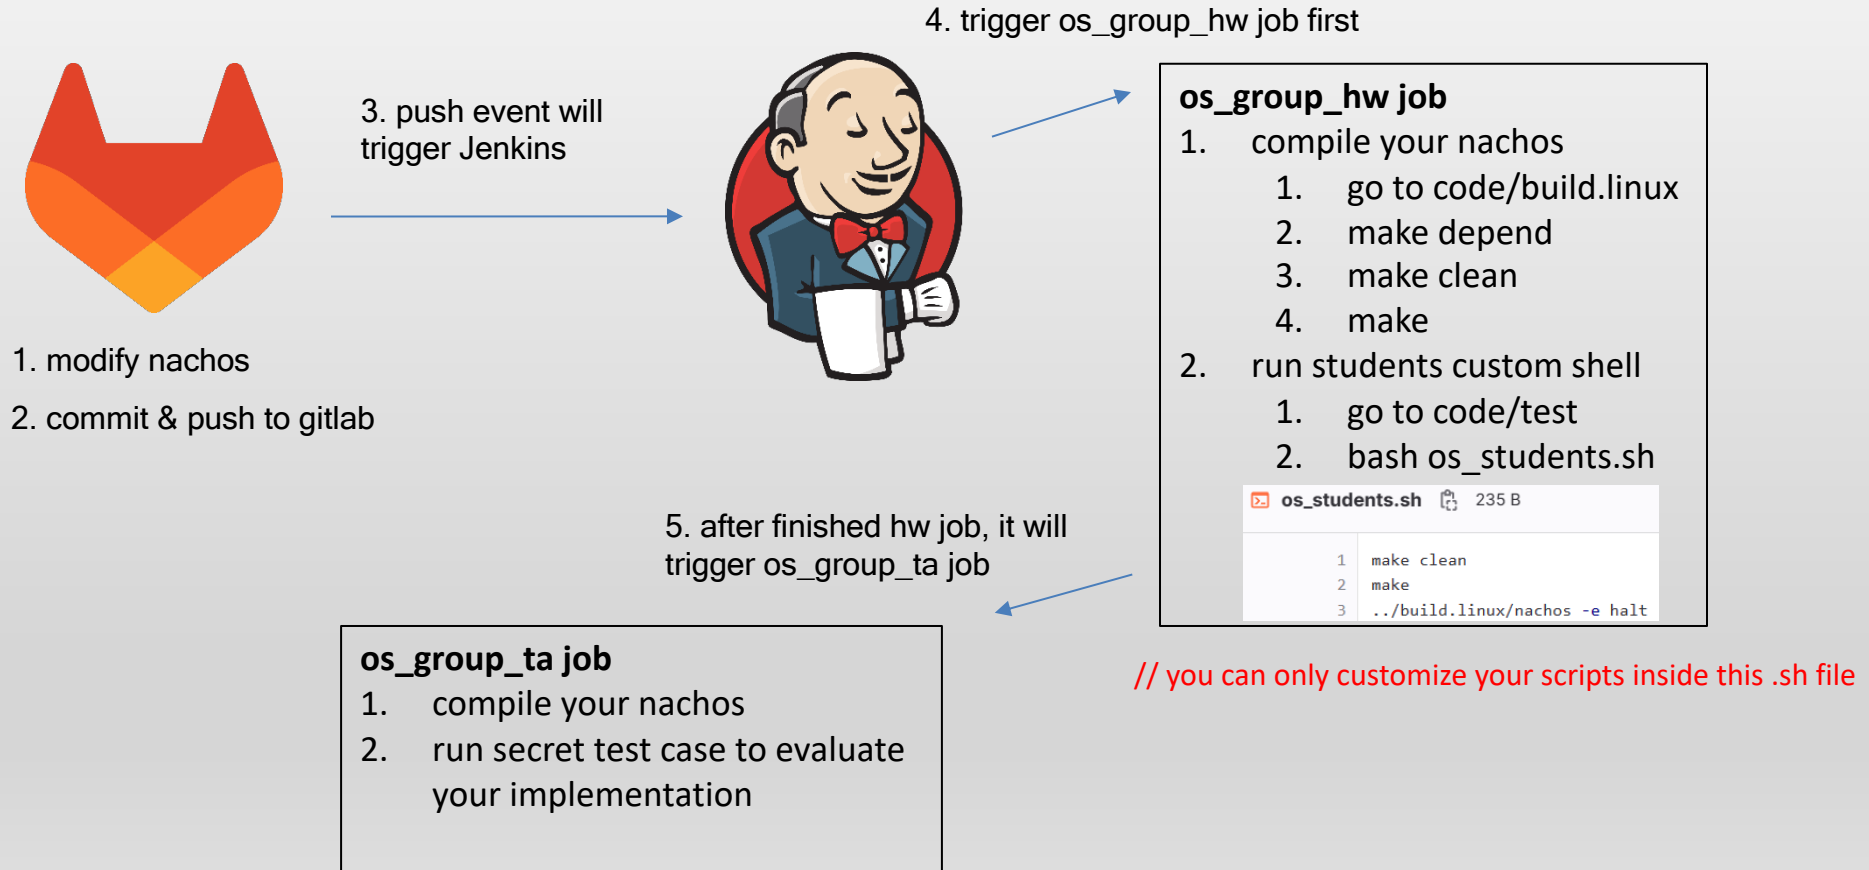 4. trigger os_group_hw job first
3. push event will
trigger Jenkins
1. modify nachos
2. commit & push to gitlab
os_group_hw job
1. compile your nachos
1. go to code/build.linux
2. make depend
3. make clean
4. make
2. run students custom shell
1. go to code/test
2. bash os_students.sh
os_students.sh 235 B
1 make clean
2 make
3 ../build.linux/nachos -e halt
// you can only customize your scripts inside this .sh file
5. after finished hw job, it will
trigger os_group_ta job
os_group_ta job
1. compile your nachos
2. run secret test case to evaluate
your implementation